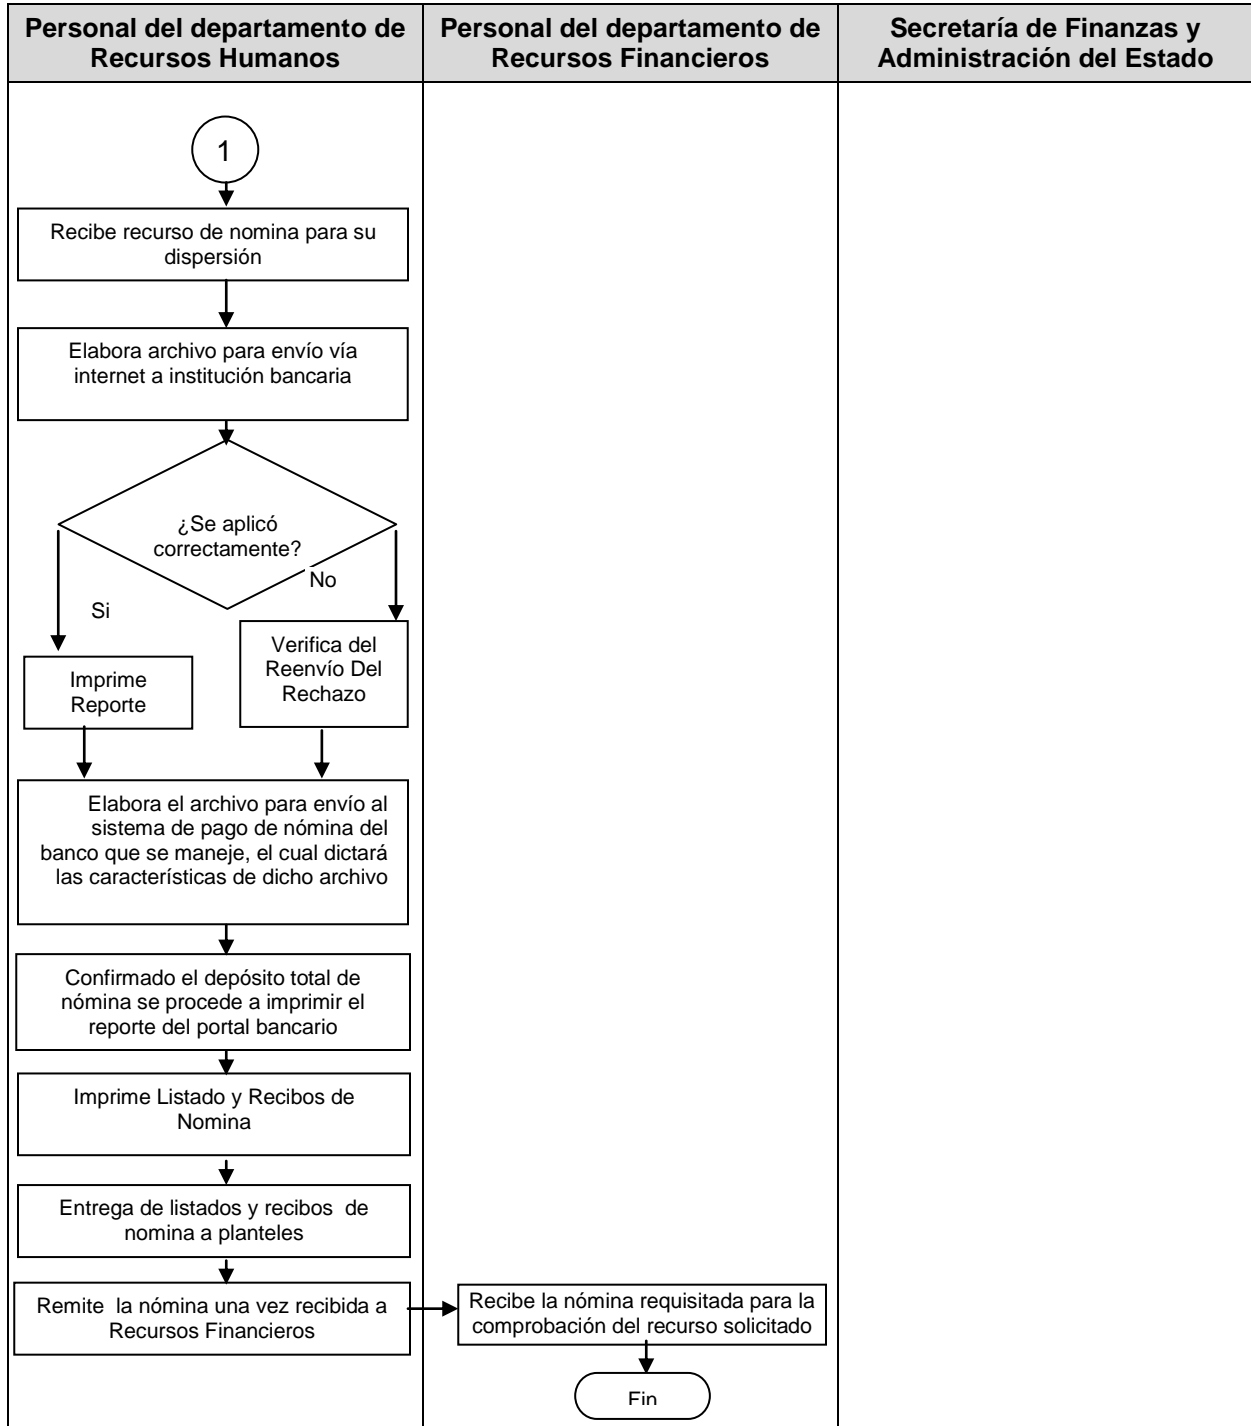 Personal del departamento de
Recursos Humanos
Personal del departamento de
Recursos Financieros
Secretaría de Finanzas y
Administración del Estado
1
Recibe recurso de nomina para su
dispersión
Elabora archivo para envío vía
internet a institución bancaria
¿Se aplicó
correctamente?
No
Si
Verifica del
Reenvío Del
Rechazo
Imprime
Reporte
Elabora el archivo para envío al
sistema de pago de nómina del
banco que se maneje, el cual dictará
las características de dicho archivo
Confirmado el depósito total de
nómina se procede a imprimir el
reporte del portal bancario
Imprime Listado y Recibos de
Nomina
Entrega de listados y recibos de
nomina a planteles
Remite la nómina una vez recibida a
Recursos Financieros
Recibe la nómina requisitada para la
comprobación del recurso solicitado
Fin